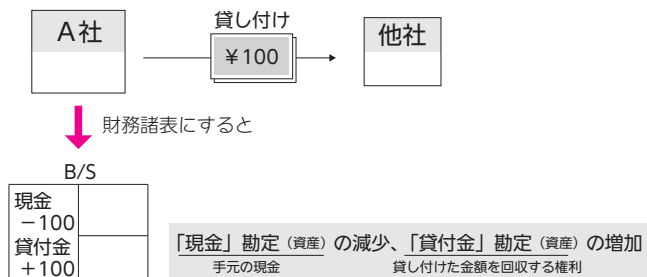 貸し付け
A社
¥100
他社
財務諸表にすると
B/S
現金
−100
貸付金
+100
「現金」勘定（資産）の減少、「貸付金」勘定（資産）の増加
手元の現金 貸し付けた金額を回収する権利